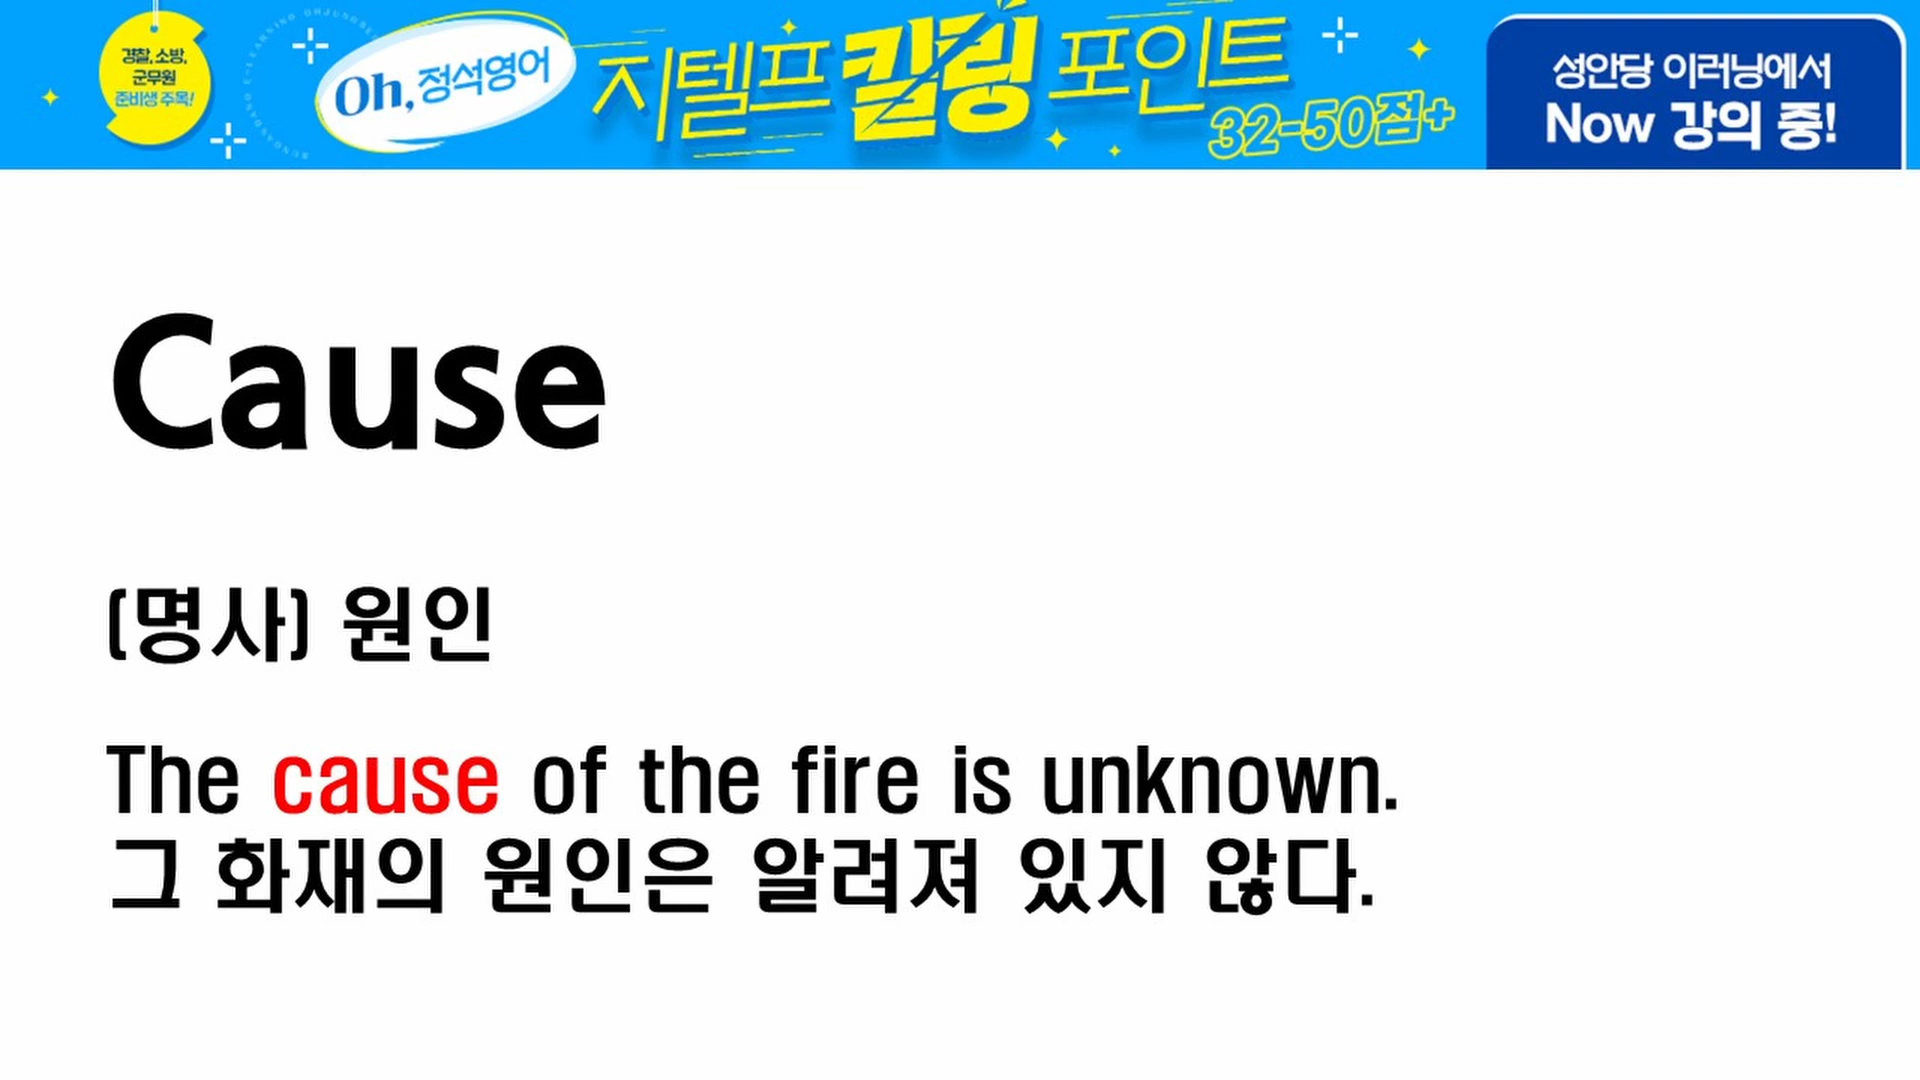 경찰, 소방,
군무원
준비생 주목!
Oh, 정석영어
지텔프 킬링 포인트
32-50점+
성안당 이러닝에서
Now 강의 중!
Cause
(명사) 원인
The cause of the fire is unknown.
그 화재의 원인은 알려져 있지 않다.